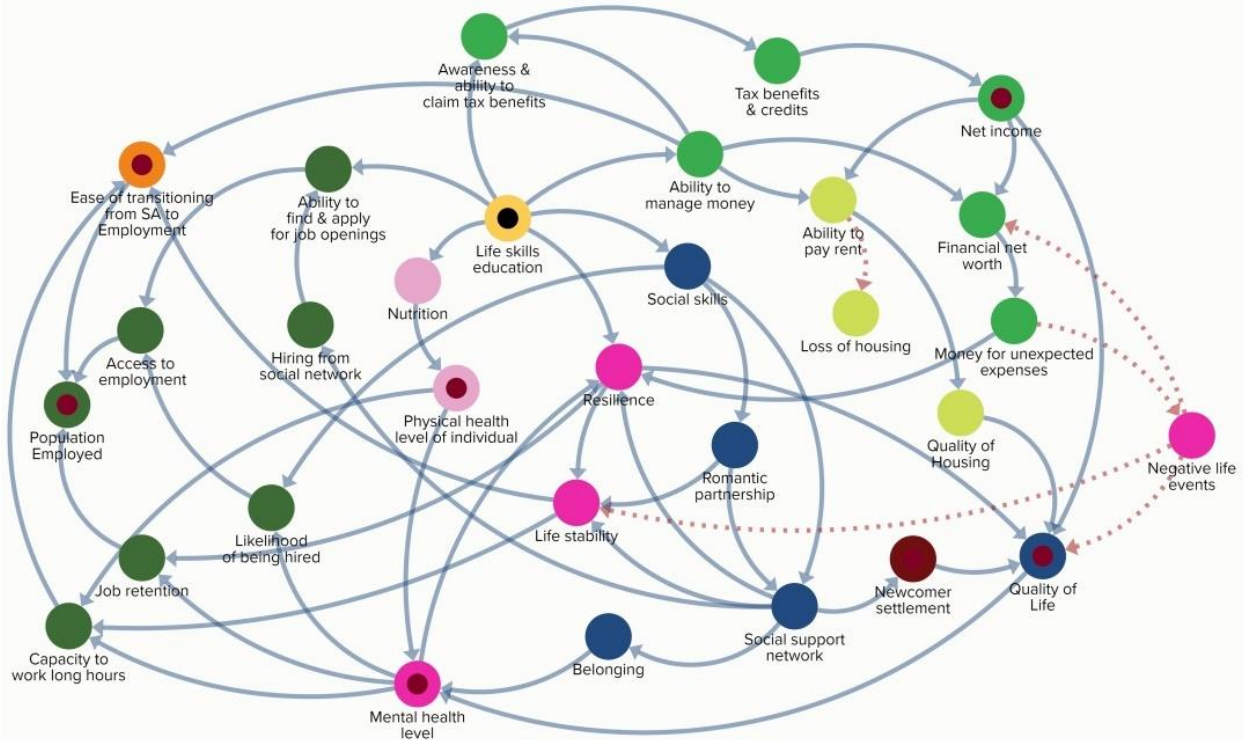 Awareness &
ability to
claim tax benefits
Tax benefits
& credits
Net income
Ease of transitioning
from SA to
Employment
Ability to
find & apply
for job openings
Ability to
manage money
Life skills
education
Ability to
pay rent
Financial net
worth
Nutrition
Social skills
Loss of housing
Money for unexpected
expenses
Access to
employment
Hiring from
social network
Resilience
Physical health
level of individual
Population
Employed
Romantic
partnership
Quality of
Housing
Negative life
events
Likelihood
of being hired
Life stability
Job retention
Newcomer
settlement
Quality of
Life
Capacity to
work long hours
Belonging
Social support
network
Mental health
level